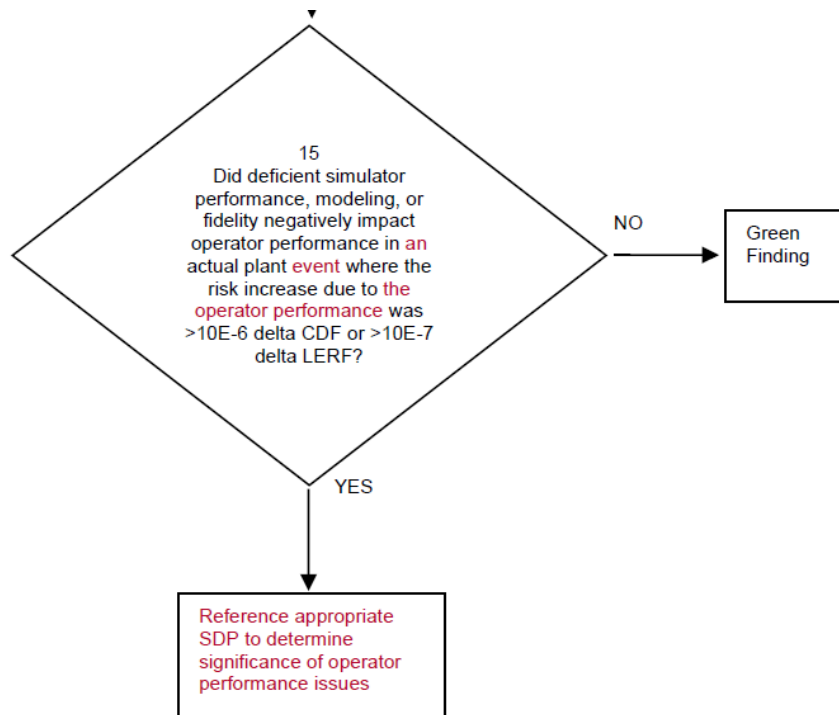 15
Did deficient simulator
performance, modeling, or
fidelity negatively impact
operator performance in an
actual plant event where the
risk increase due to the
operator performance was
>10E-6 delta CDF or >10E-7
delta LERF?
NO
Green
Finding
YES
Reference appropriate
SDP to determine
significance of operator
performance issues